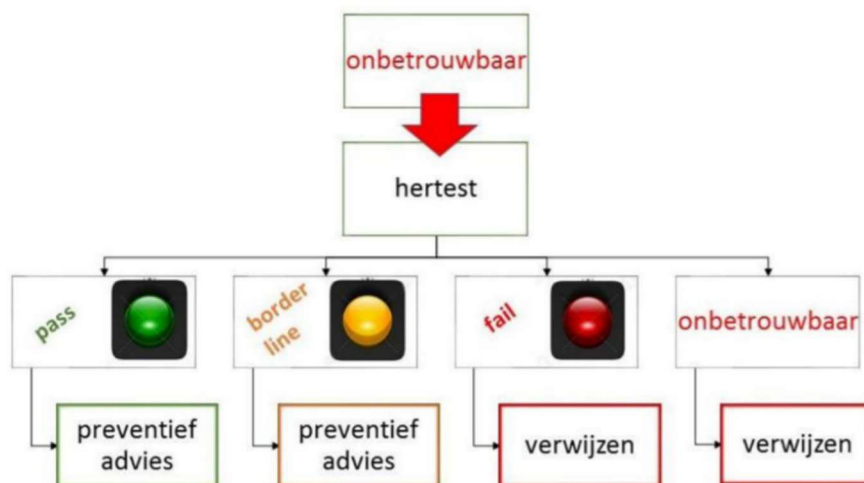 onbetrouwbaar
hertest
pass
border
line
fail
onbetrouwbaar
preventief
advies
preventief
advies
verwijzen
verwijzen